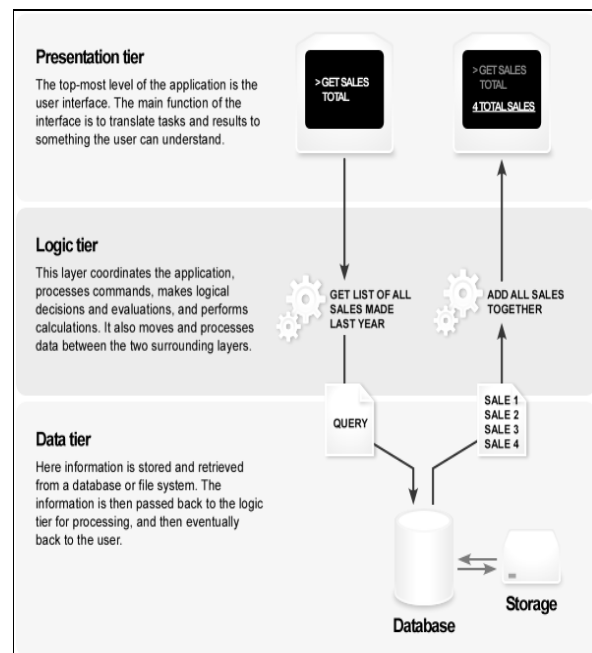 Presentation tier
The top-most level of the application is the
user interface. The main function of the
interface is to translate tasks and results to
something the user can understand.
>GET SALES
TOTAL
>GET SALES
TOTAL
4 TOTAL SALES
Logic tier
This layer coordinates the application,
processes commands, makes logical
decisions and evaluations, and performs
calculations. It also moves and processes
data between the two surrounding layers.
GET LIST OF ALL
SALES MADE
LAST YEAR
ADD ALL SALES
TOGETHER
Data tier
Here information is stored and retrieved
from a database or file system. The
information is then passed back to the logic
tier for processing, and then eventually
back to the user.
QUERY
SALE 1
SALE 2
SALE 3
SALE 4
Database
Storage